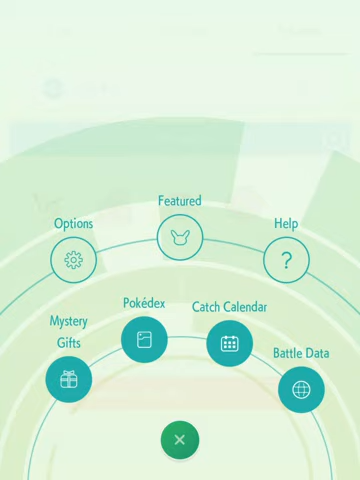 Featured
Options
Help
Pokédex
Catch Calendar
Mystery
Gifts
Battle Data